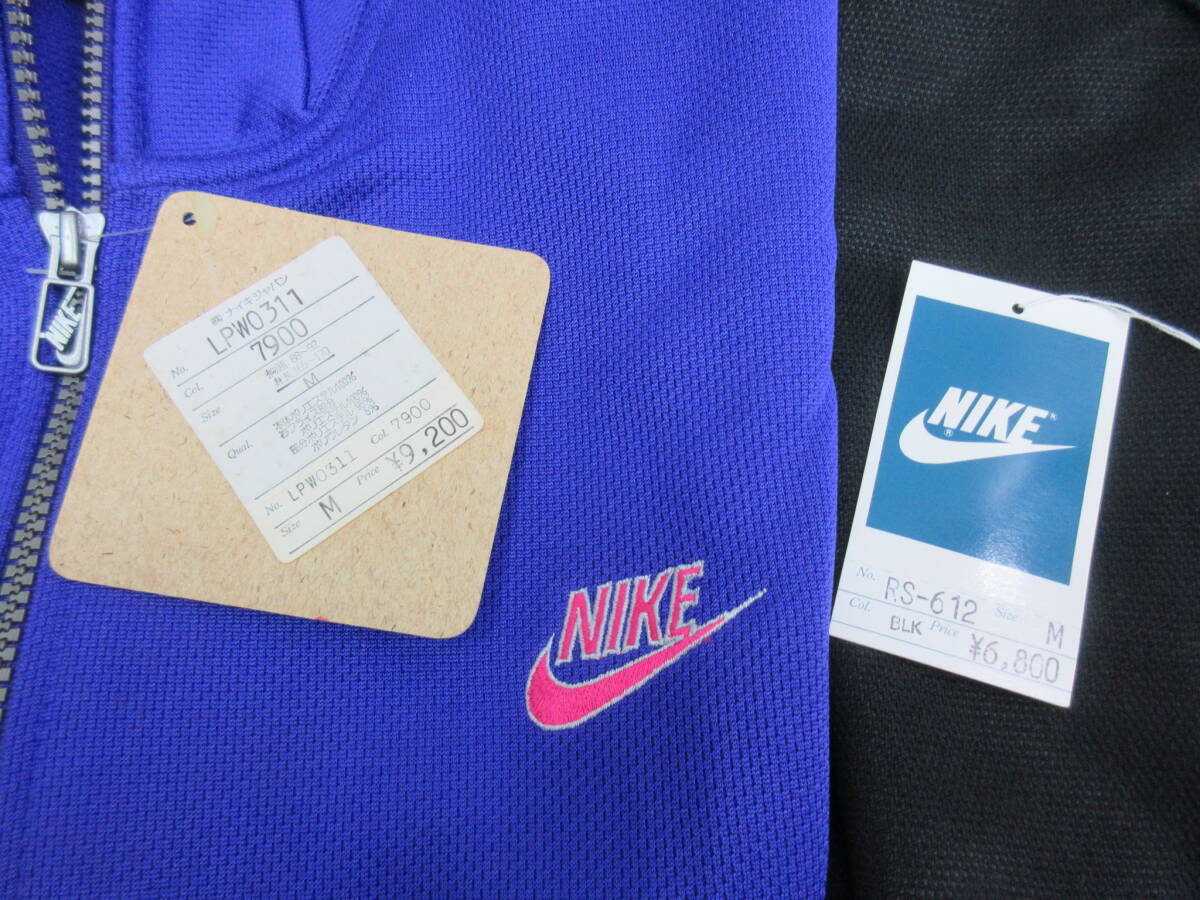 NIKE
㈱ ナイキジャパン
No. LPW0311
Col. 7900
Size M
Qual.
No. LPW0311 Col. 7900
Size M Price ¥9,200
NIKE
NIKE
No. RS-612 Size M
Col. BLK Price ¥6,800